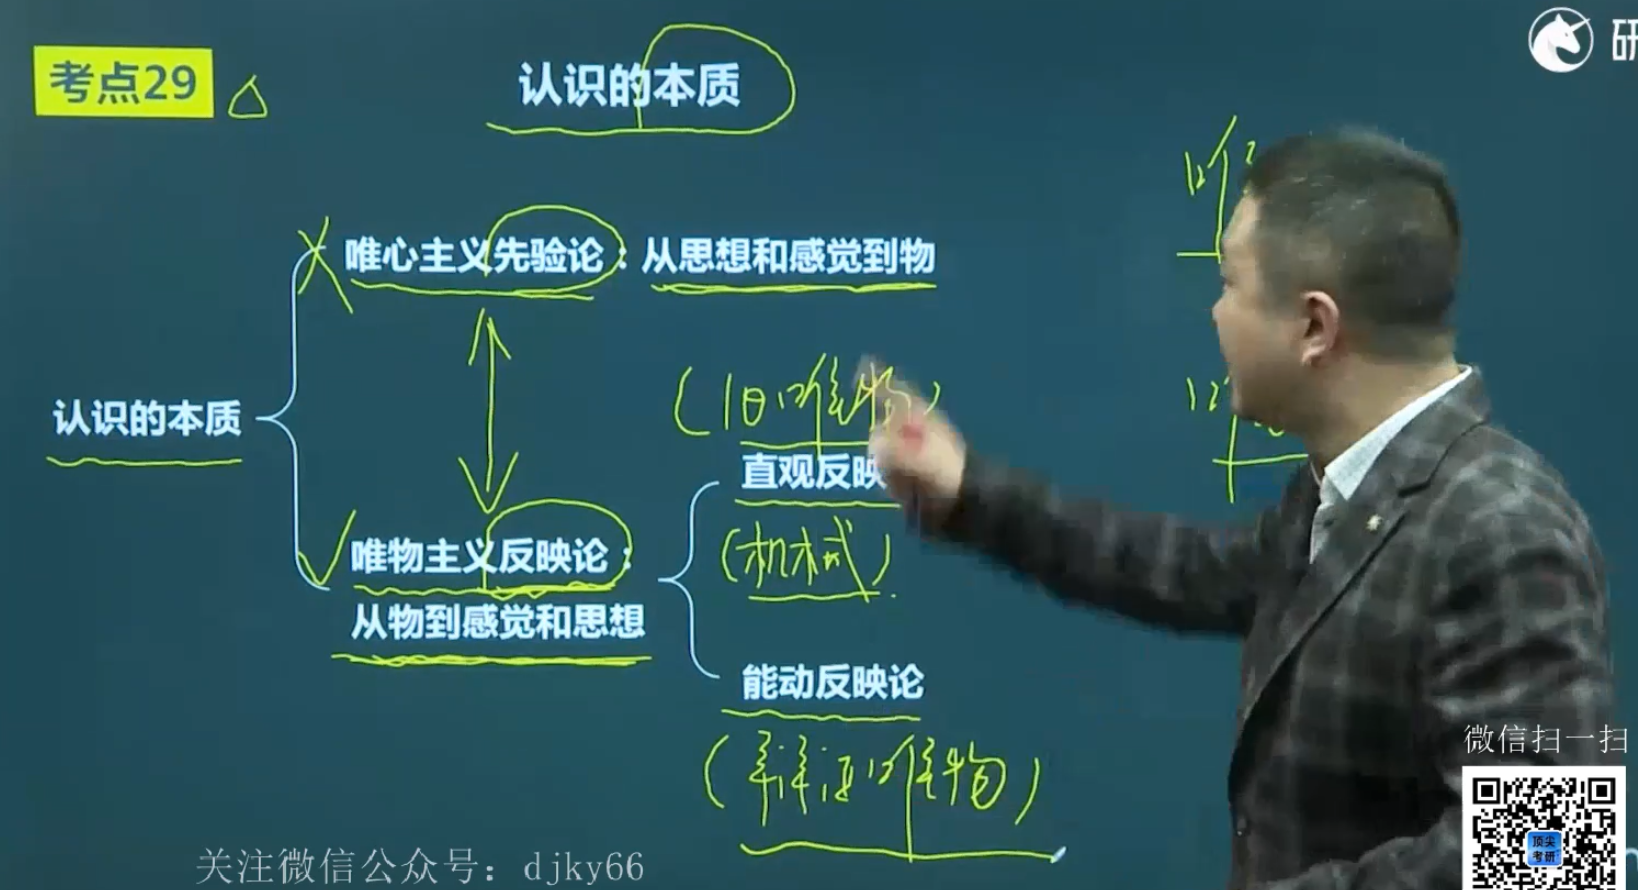 研
考点29
认识的本质
唯心主义先验论：从思想和感觉到物
唯
(旧唯物)
认识的本质
直观反映
(机械)
唯物主义反映论：
从物到感觉和思想
能动反映论
(辩证唯物)
微信扫一扫
顶尖
考研
关注微信公众号：djky66